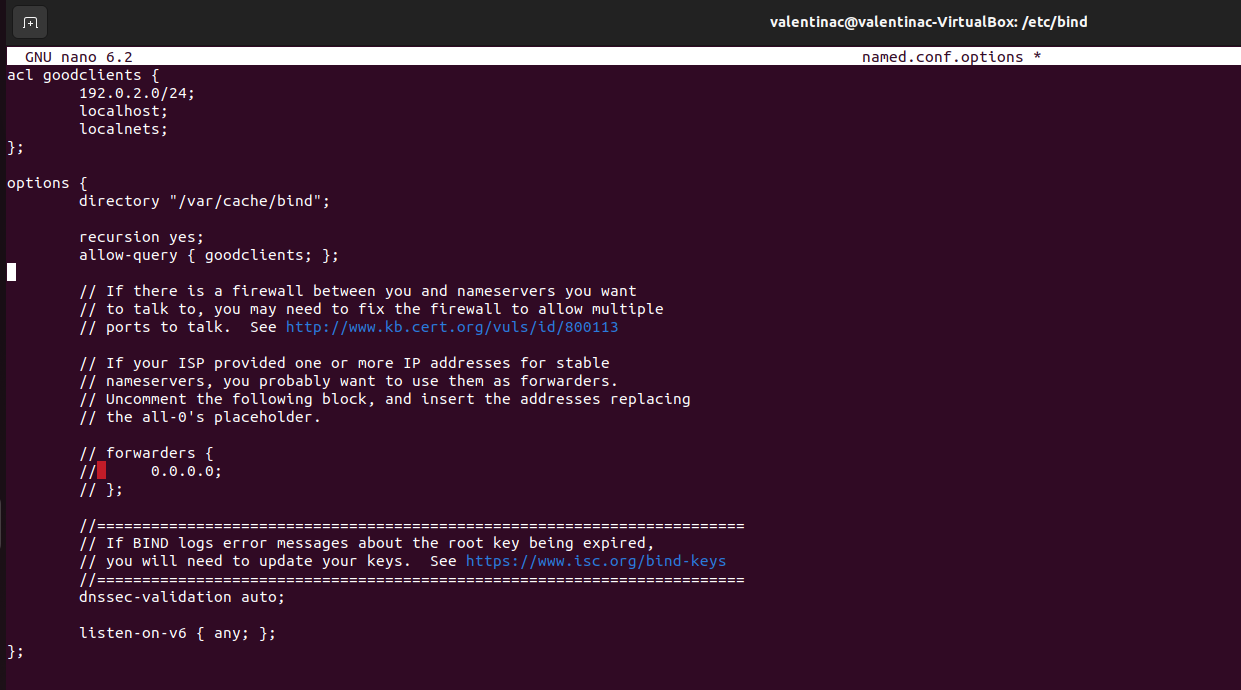 valentinac@valentinac-VirtualBox: /etc/bind
GNU nano 6.2 named.conf.options *
acl goodclients {
192.0.2.0/24;
localhost;
localnets;
};
options {
directory "/var/cache/bind";
recursion yes;
allow-query { goodclients; };
// If there is a firewall between you and nameservers you want
// to talk to, you may need to fix the firewall to allow multiple
// ports to talk.  See http://www.kb.cert.org/vuls/id/800113
// If your ISP provided one or more IP addresses for stable
// nameservers, you probably want to use them as forwarders.
// Uncomment the following block, and insert the addresses replacing
// the all-0's placeholder.
// forwarders {
//      0.0.0.0;
// };
//========================================================================
// If BIND logs error messages about the root key being expired,
// you will need to update your keys.  See https://www.isc.org/bind-keys
//========================================================================
dnssec-validation auto;
listen-on-v6 { any; };
};